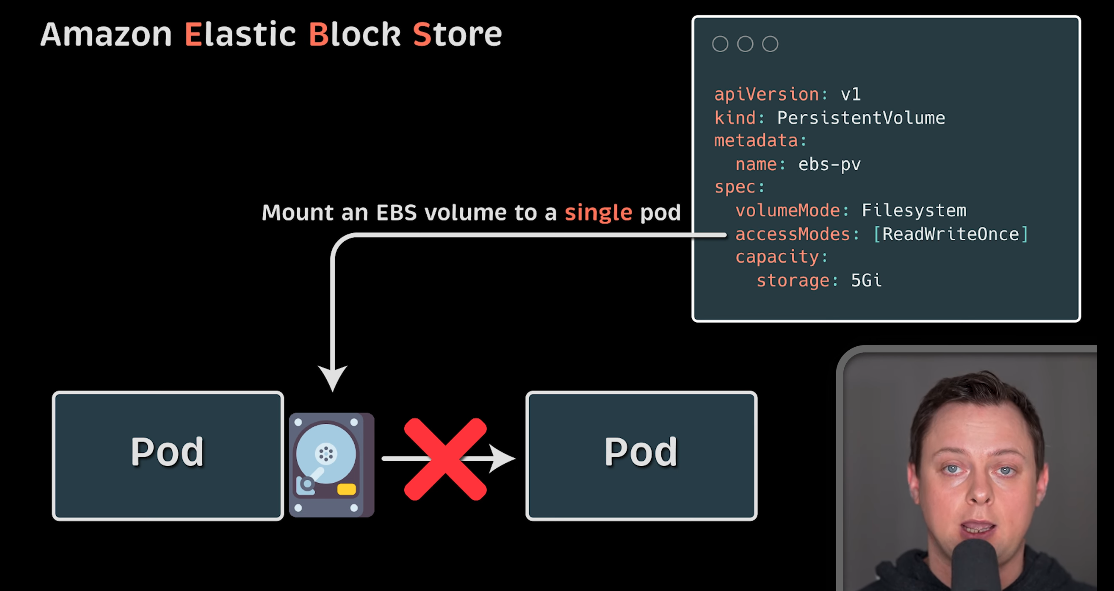 Amazon Elastic Block Store
apiVersion: v1
kind: PersistentVolume
metadata:
  name: ebs-pv
spec:
  volumeMode: Filesystem
  accessModes: [ReadWriteOnce]
  capacity:
    storage: 5Gi
Mount an EBS volume to a single pod
Pod
Pod